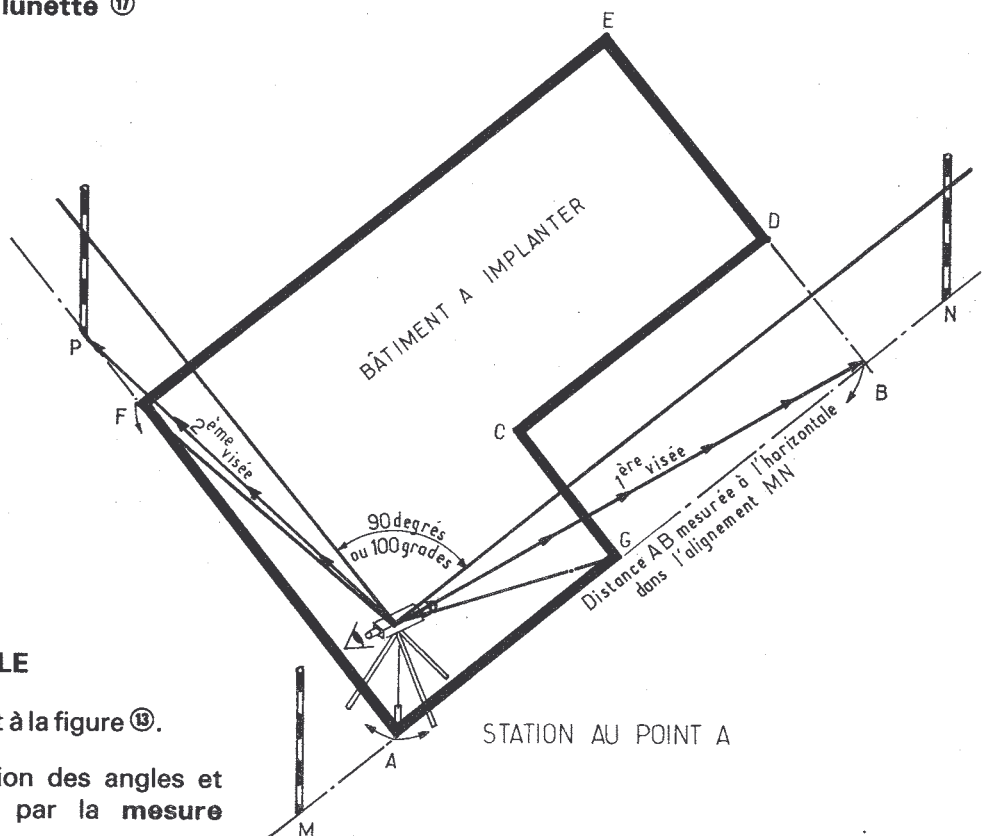 lunette ⑰
E
D
N
P
BÂTIMENT A IMPLANTER
F
B
C
2ème visée
1ère visée
90 degrés
ou 100 grades
G
Distance AB mesurée à l'horizontale
dans l'alignement MN
LE
t à la figure ⑬.
STATION AU POINT A
A
ion des angles et
par la mesure
M